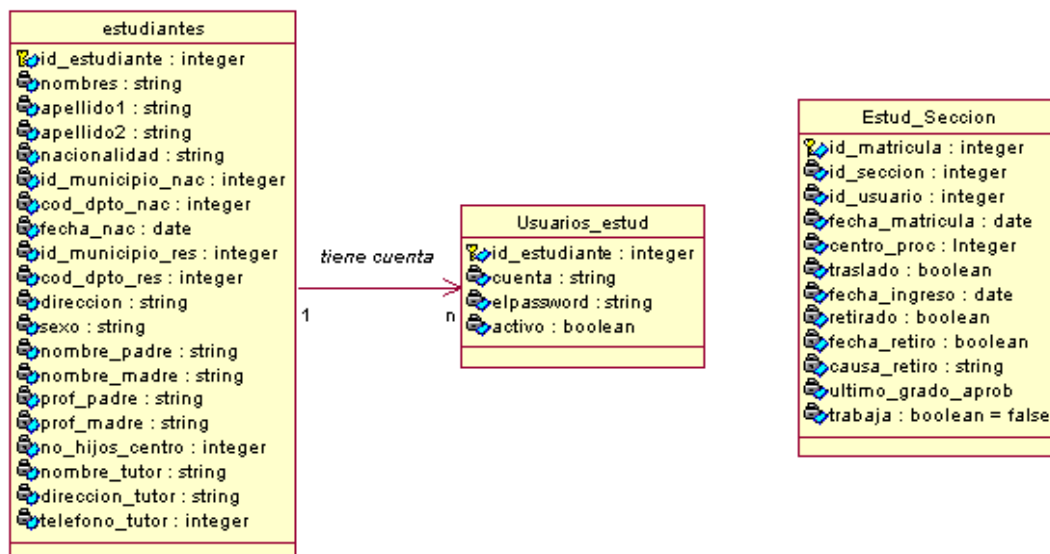 estudiantes
id_estudiante : integer
nombres : string
apellido1 : string
apellido2 : string
nacionalidad : string
id_municipio_nac : integer
cod_dpto_nac : integer
fecha_nac : date
id_municipio_res : integer
cod_dpto_res : integer
direccion : string
sexo : string
nombre_padre : string
nombre_madre : string
prof_padre : string
prof_madre : string
no_hijos_centro : integer
nombre_tutor : string
direccion_tutor : string
telefono_tutor : integer
tiene cuenta
1
n
Usuarios_estud
id_estudiante : integer
cuenta : string
elpassword : string
activo : boolean
Estud_Seccion
id_matricula : integer
id_seccion : integer
id_usuario : integer
fecha_matricula : date
centro_proc : Integer
traslado : boolean
fecha_ingreso : date
retirado : boolean
fecha_retiro : boolean
causa_retiro : string
ultimo_grado_aprob
trabaja : boolean = false